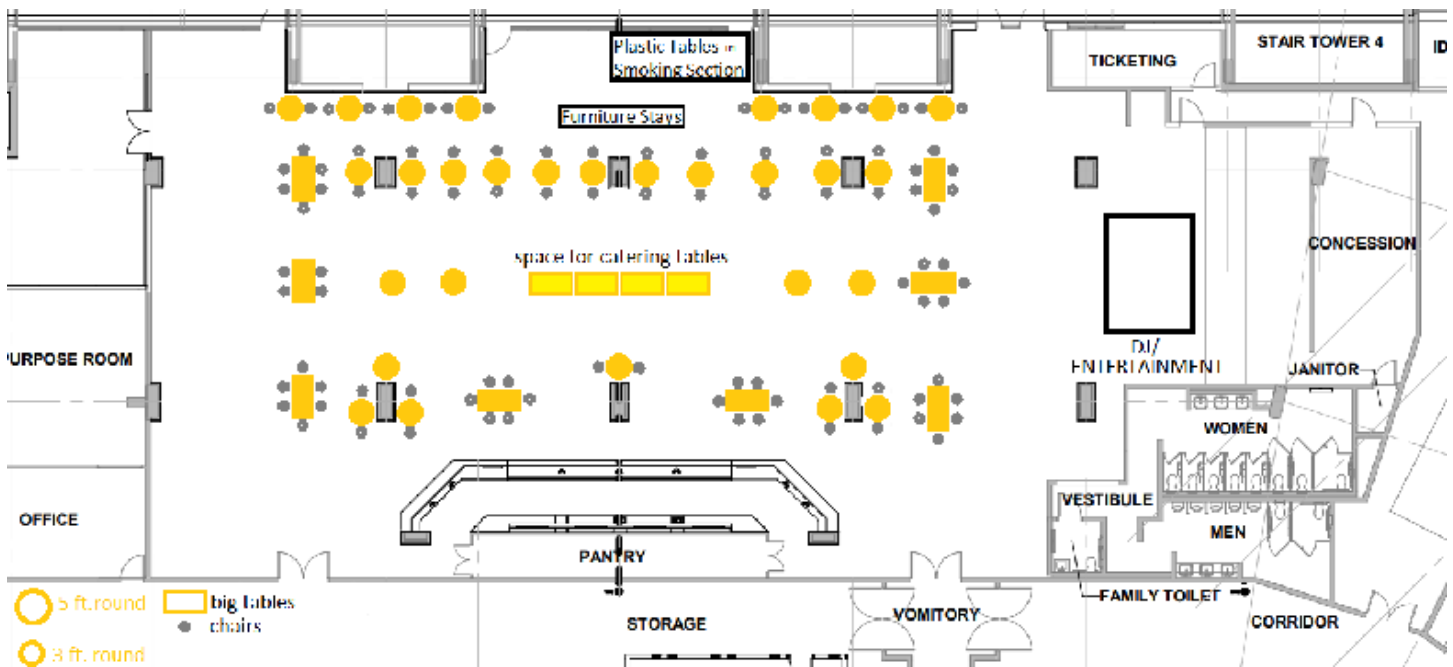 Plastic Tables in
Smoking Section
TICKETING
STAIR TOWER 4
ID
Furniture Stays
CONCESSION
space for catering tables
DJ/
ENTERTAINMENT
PURPOSE ROOM
JANITOR
WOMEN
VESTIBULE
OFFICE
MEN
PANTRY
5 ft. round
big tables
FAMILY TOILET
chairs
STORAGE
VOMITORY
CORRIDOR
3 ft. round